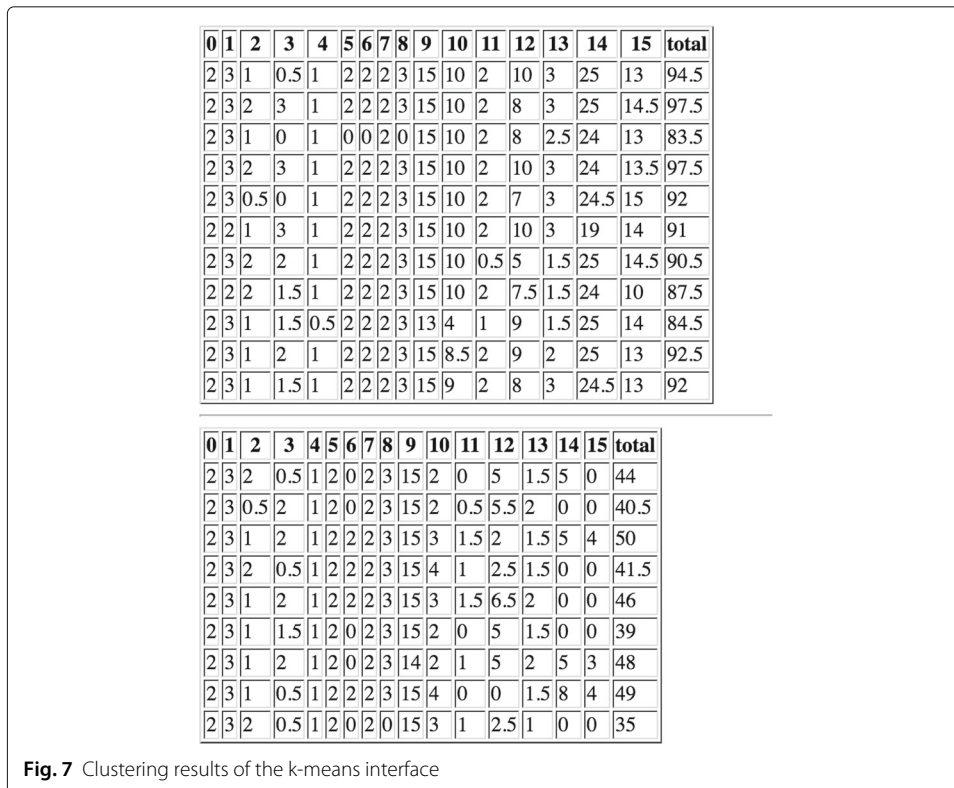 0 1 2 3 4 5 6 7 8 9 10 11 12 13 14 15 total
2 3 1 0.5 1 2 2 2 3 15 10 2 10 3 25 13 94.5
2 3 2 3 1 2 2 2 3 15 10 2 8 3 25 14.5 97.5
2 3 1 0 1 0 0 2 0 15 10 2 8 2.5 24 13 83.5
2 3 2 3 1 2 2 2 3 15 10 2 10 3 24 13.5 97.5
2 3 0.5 0 1 2 2 2 3 15 10 2 7 3 24.5 15 92
2 2 1 3 1 2 2 2 3 15 10 2 10 3 19 14 91
2 3 2 2 1 2 2 2 3 15 10 0.5 5 1.5 25 14.5 90.5
2 2 2 1.5 1 2 2 2 3 15 10 2 7.5 1.5 24 10 87.5
2 3 1 1.5 0.5 2 2 2 3 13 4 1 9 1.5 25 14 84.5
2 3 1 2 1 2 2 2 3 15 8.5 2 9 2 25 13 92.5
2 3 1 1.5 1 2 2 2 3 15 9 2 8 3 24.5 13 92
0 1 2 3 4 5 6 7 8 9 10 11 12 13 14 15 total
2 3 2 0.5 1 2 0 2 3 15 2 0 5 1.5 5 0 44
2 3 0.5 2 1 2 0 2 3 15 2 0.5 5.5 2 0 0 40.5
2 3 1 2 1 2 2 2 3 15 3 1.5 2 1.5 5 4 50
2 3 2 0.5 1 2 2 2 3 15 4 1 2.5 1.5 0 0 41.5
2 3 1 2 1 2 2 2 3 15 3 1.5 6.5 2 0 0 46
2 3 1 1.5 1 2 0 2 3 15 2 0 5 1.5 0 0 39
2 3 1 2 1 2 0 2 3 14 2 1 5 2 5 3 48
2 3 1 0.5 1 2 2 2 3 15 4 0 0 1.5 8 4 49
2 3 2 0.5 1 2 0 2 0 15 3 1 2.5 1 0 0 35
Fig. 7 Clustering results of the k-means interface